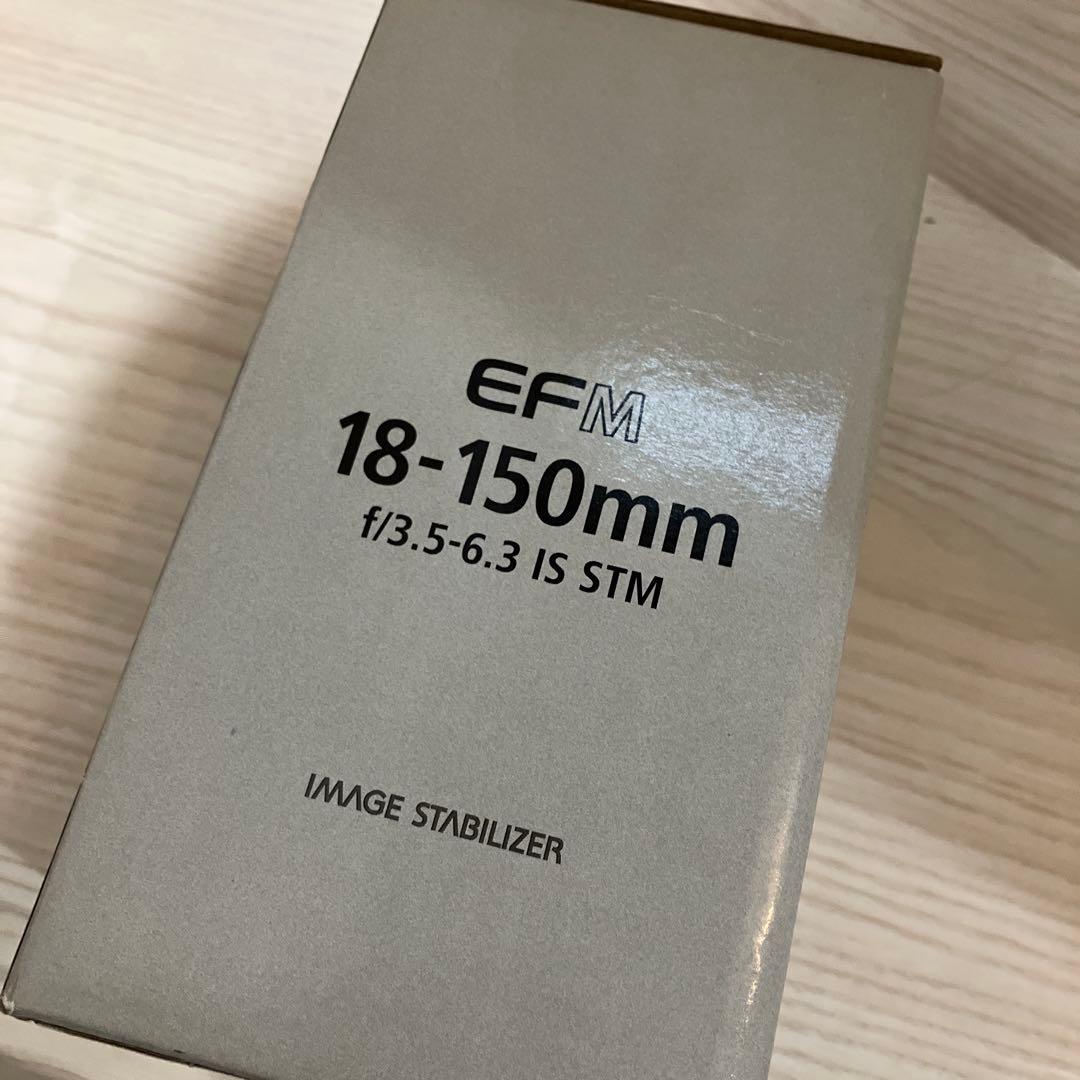 EFM
18-150mm
f/3.5-6.3 IS STM
IMAGE STABILIZER